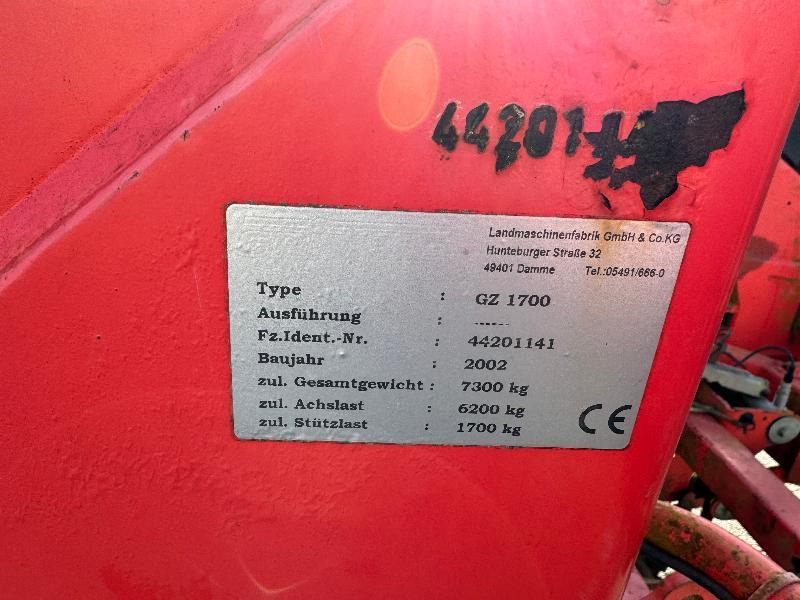 442011
Landmaschinenfabrik GmbH & Co.KG
Hunteburger Straße 32
49401 Damme Tel.:05491/666-0
Type : GZ 1700
Ausführung : ------
Fz.Ident.-Nr. : 44201141
Baujahr : 2002
zul. Gesamtgewicht : 7300 kg
zul. Achslast : 6200 kg
zul. Stützlast : 1700 kg
CE